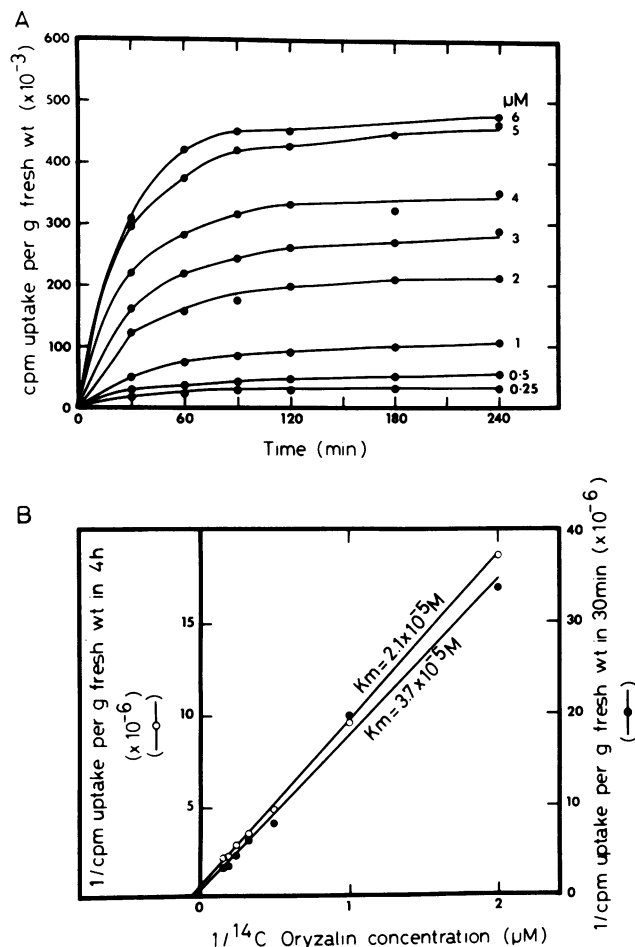 A
cpm uptake per g fresh wt (x10⁻³)
600
500
400
300
200
100
0
µM
6
5
4
3
2
1
0·5
0·25
0
60
120
180
240
Time (min)
B
1/cpm uptake per g fresh wt in 4h
(x 10⁻⁶)
15
10
5
Km = 2.1x10⁻⁵M
Km = 3.7x10⁻⁵M
40
30
20
10
0
1/cpm uptake per g fresh wt in 30min (x10⁻⁶)
0
1
2
1/¹⁴C Oryzalin concentration (µM)